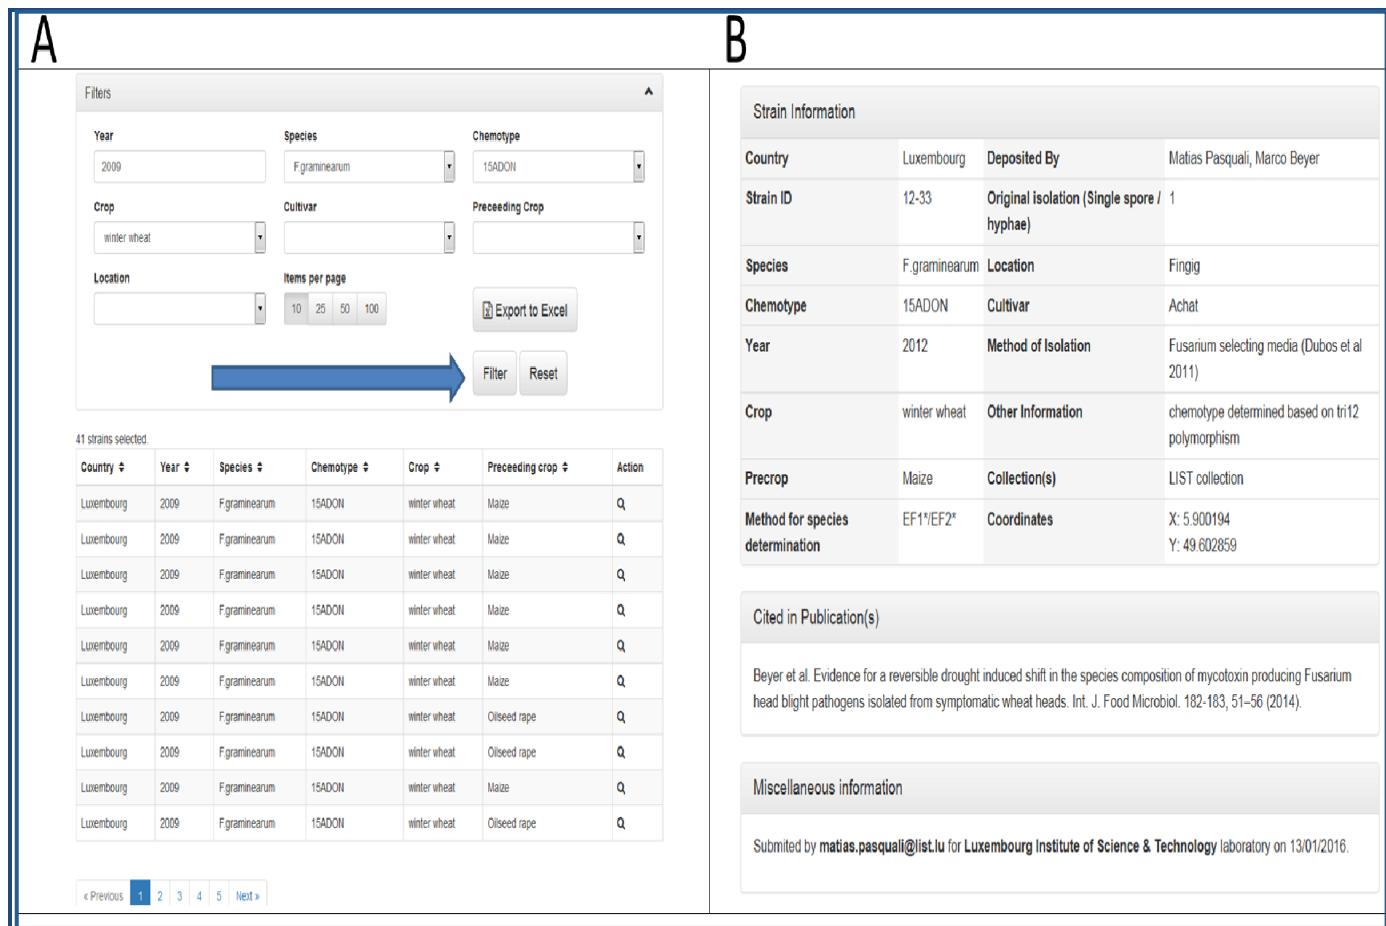 A
Filters
Year Species Chemotype
2009 F.graminearum 15ADON
Crop Cultivar Preceeding Crop
winter wheat
Location Items per page
10 25 50 100 Export to Excel
Filter Reset
41 strains selected.
Country Year Species Chemotype Crop Preceeding crop Action
Luxembourg 2009 F.graminearum 15ADON winter wheat Maize
Luxembourg 2009 F.graminearum 15ADON winter wheat Maize
Luxembourg 2009 F.graminearum 15ADON winter wheat Maize
Luxembourg 2009 F.graminearum 15ADON winter wheat Maize
Luxembourg 2009 F.graminearum 15ADON winter wheat Maize
Luxembourg 2009 F.graminearum 15ADON winter wheat Maize
Luxembourg 2009 F.graminearum 15ADON winter wheat Oilseed rape
Luxembourg 2009 F.graminearum 15ADON winter wheat Oilseed rape
Luxembourg 2009 F.graminearum 15ADON winter wheat Maize
Luxembourg 2009 F.graminearum 15ADON winter wheat Oilseed rape
« Previous 1 2 3 4 5 Next »
B
Strain Information
Country Luxembourg Deposited By Matias Pasquali, Marco Beyer
Strain ID 12-33 Original isolation (Single spore / 1
hyphae)
Species F.graminearum Location Fingig
Chemotype 15ADON Cultivar Achat
Year 2012 Method of Isolation Fusarium selecting media (Dubos et al
2011)
Crop winter wheat Other Information chemotype determined based on tri12
polymorphism
Precrop Maize Collection(s) LIST collection
Method for species EF1*/EF2* Coordinates X: 5.900194
determination Y: 49.602859
Cited in Publication(s)
Beyer et al. Evidence for a reversible drought induced shift in the species composition of mycotoxin producing Fusarium
head blight pathogens isolated from symptomatic wheat heads. Int. J. Food Microbiol. 182-183, 51–56 (2014).
Miscellaneous information
Submited by matias.pasquali@list.lu for Luxembourg Institute of Science & Technology laboratory on 13/01/2016.